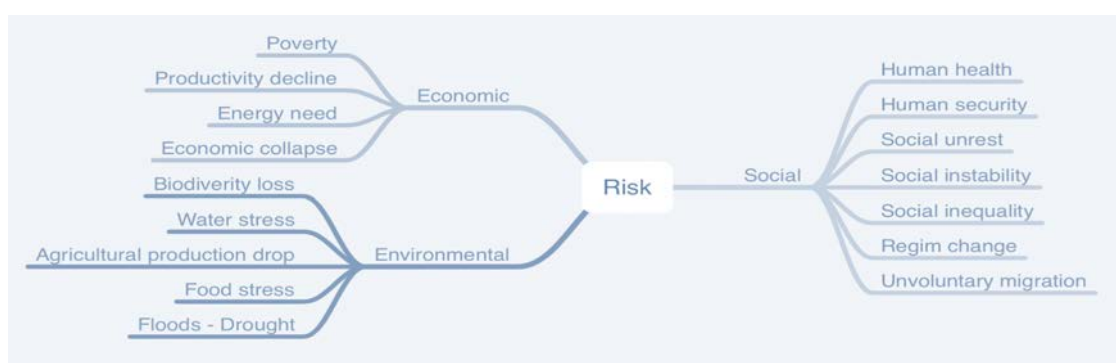 Risk
Economic
Poverty
Productivity decline
Energy need
Economic collapse
Environmental
Biodiverity loss
Water stress
Agricultural production drop
Food stress
Floods - Drought
Social
Human health
Human security
Social unrest
Social instability
Social inequality
Regim change
Unvoluntary migration